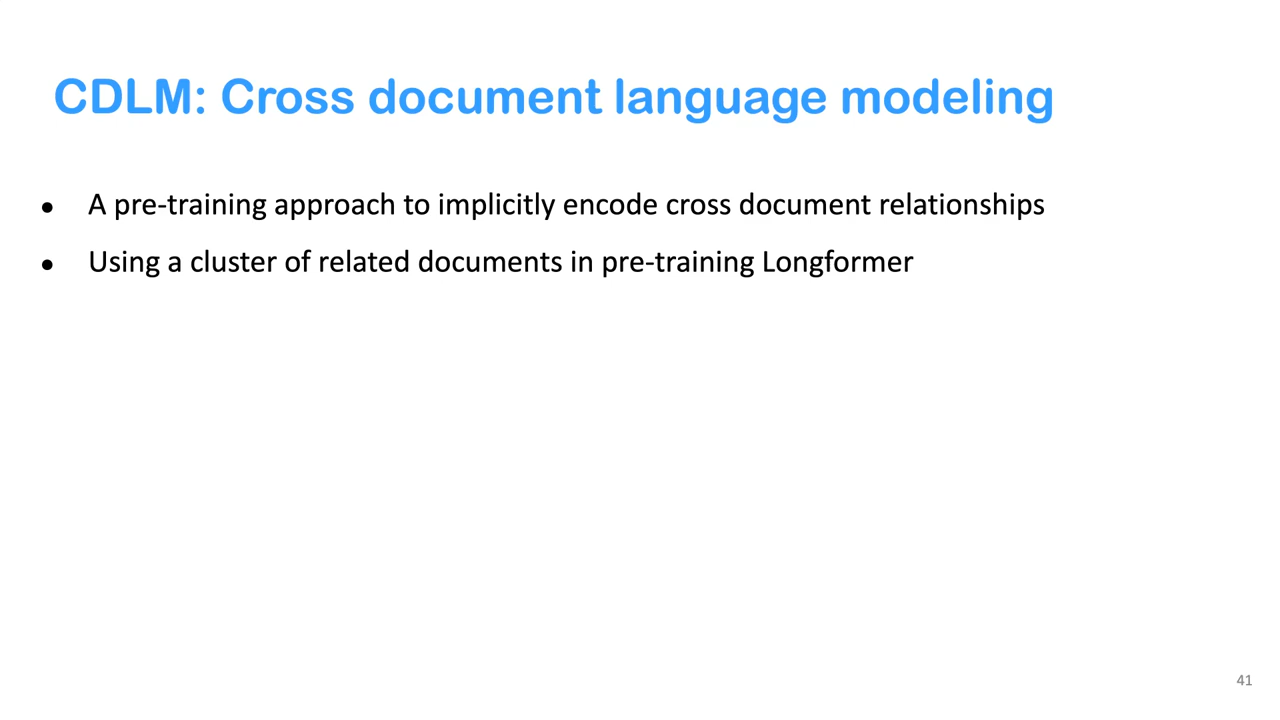 CDLM: Cross document language modeling
• A pre-training approach to implicitly encode cross document relationships
• Using a cluster of related documents in pre-training Longformer
41